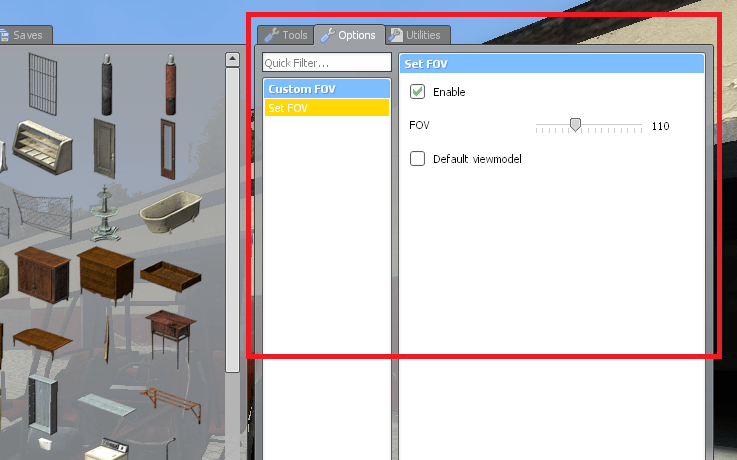 Saves
Tools
Options
Utilities
Quick Filter...
Custom FOV
Set FOV
Set FOV
Enable
FOV
110
Default viewmodel